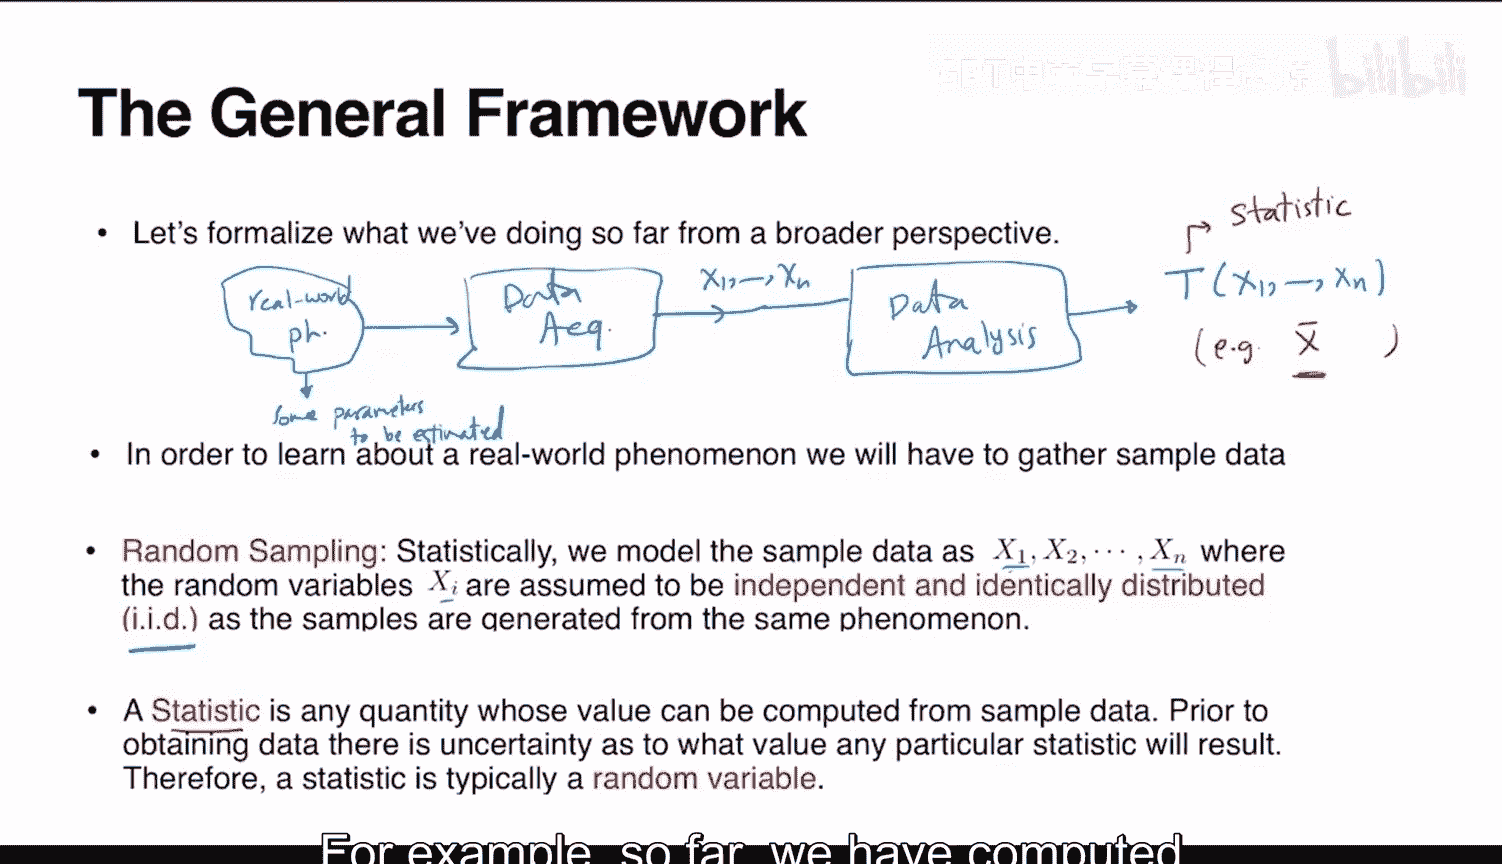 bilibili
The General Framework
• Let's formalize what we've doing so far from a broader perspective.
statistic
real-world
ph.
Data
Acq.
X1, —, Xn
Data
Analysis
T(X1, —, Xn)
(e.g. X̄ )
some parameters
to be estimated
• In order to learn about a real-world phenomenon we will have to gather sample data
• Random Sampling: Statistically, we model the sample data as X1, X2, ··· , Xn where
the random variables Xi are assumed to be independent and identically distributed
(i.i.d.) as the samples are generated from the same phenomenon.
• A Statistic is any quantity whose value can be computed from sample data. Prior to
obtaining data there is uncertainty as to what value any particular statistic will result.
Therefore, a statistic is typically a random variable.
For example, so far, we have computed